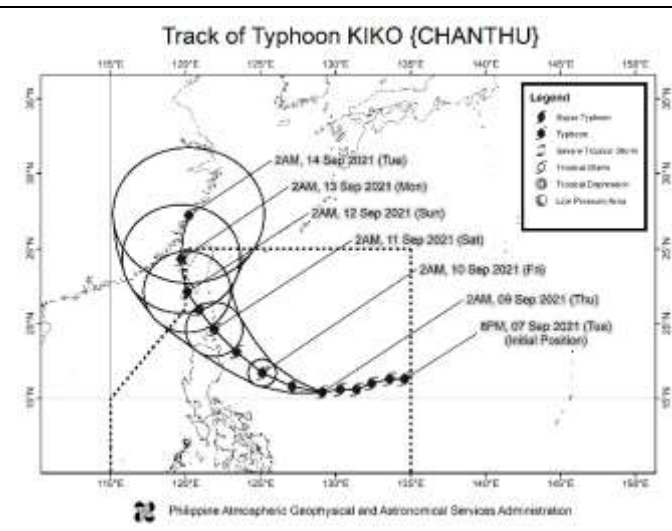 Track of Typhoon KIKO {CHANTHU}
115°E 120°E 125°E 130°E 135°E 140°E 145°E 150°E
Legend
Super Typhoon
Typhoon
Severe Tropical Storm
Tropical Storm
Tropical Depression
Low Pressure Area
2AM, 14 Sep 2021 (Tue)
2AM, 13 Sep 2021 (Mon)
2AM, 12 Sep 2021 (Sun)
2AM, 11 Sep 2021 (Sat)
2AM, 10 Sep 2021 (Fri)
2AM, 09 Sep 2021 (Thu)
8PM, 07 Sep 2021 (Tue)
(Initial Position)
30°N
25°N
20°N
15°N
115°E 120°E 125°E 130°E 135°E 140°E 145°E 150°E
Philippine Atmospheric Geophysical and Astronomical Services Administration